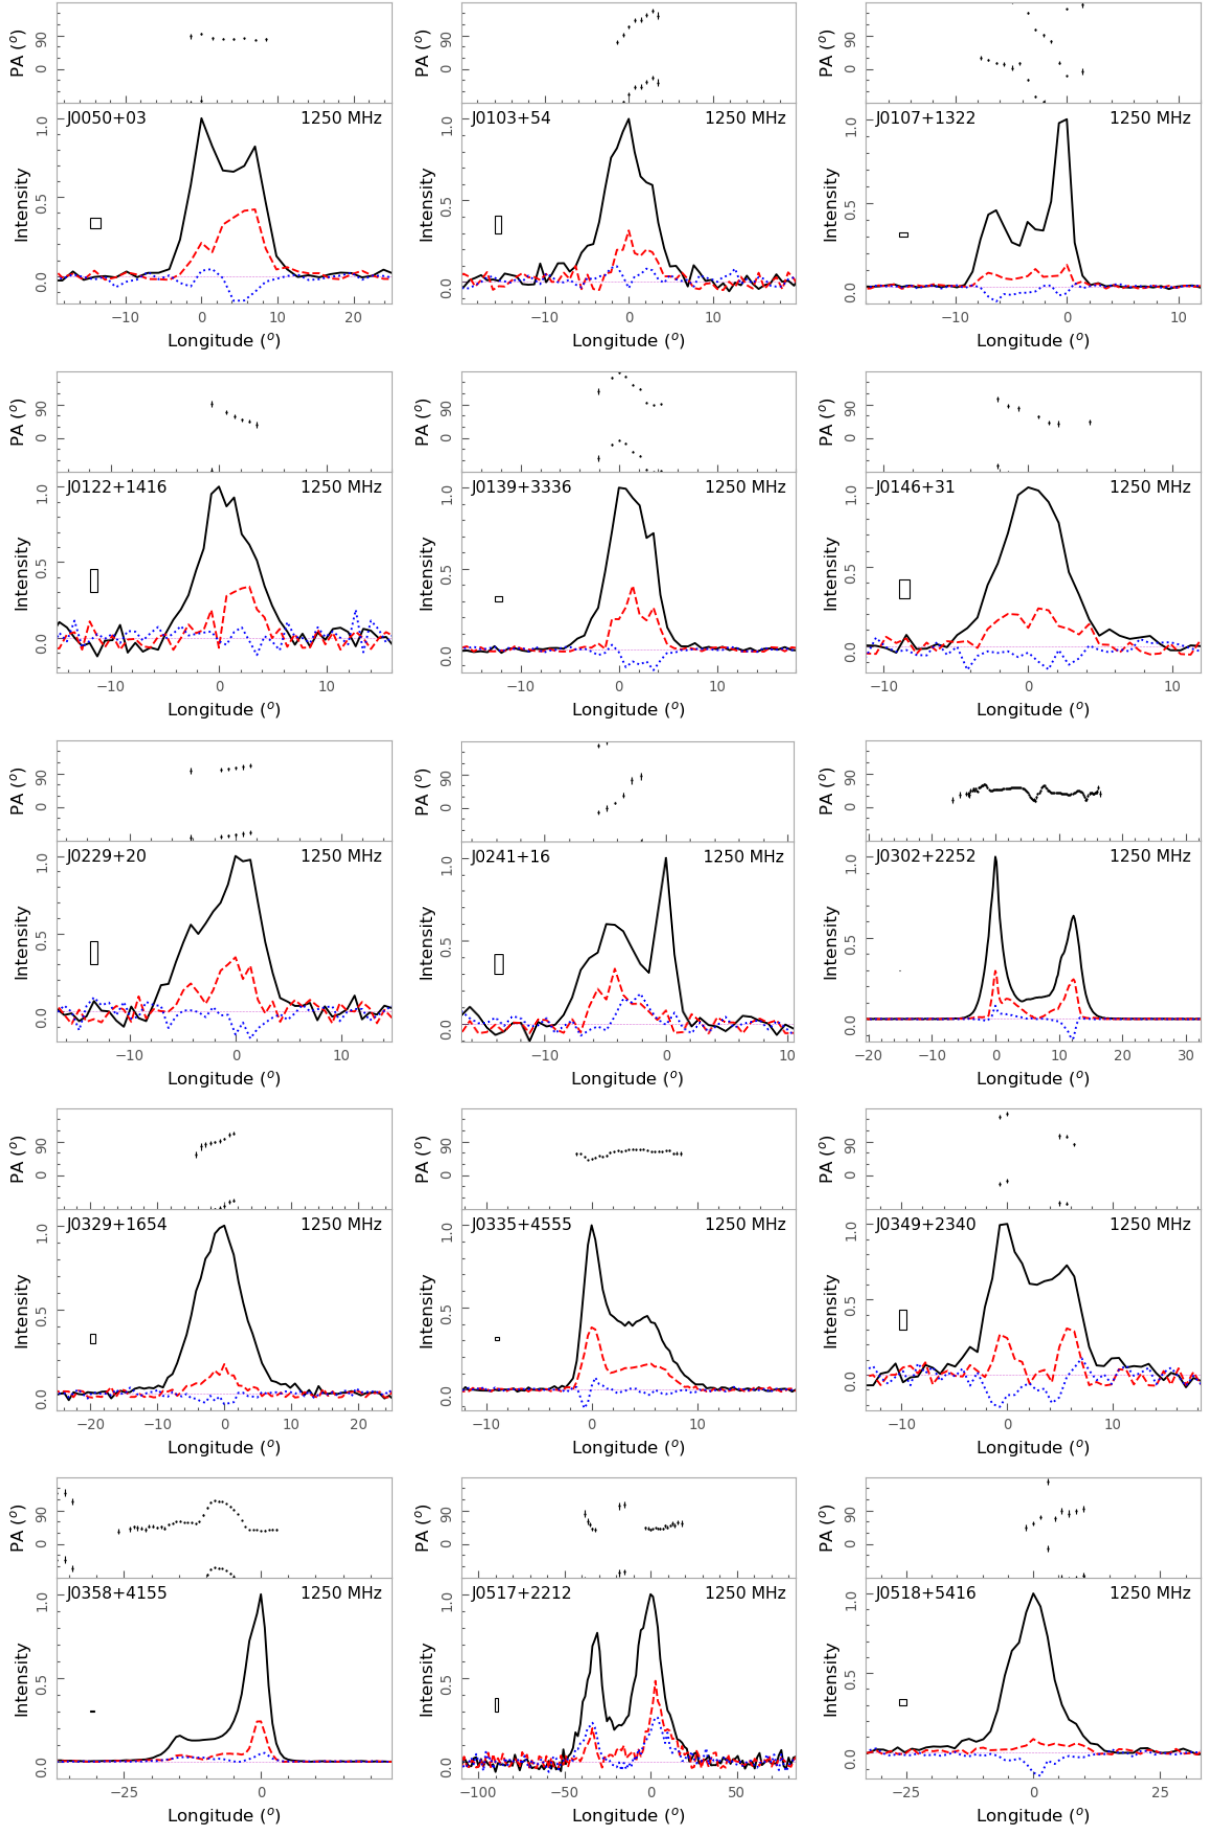 PA (°)
90
0
J0050+03 1250 MHz
Intensity
1.0
0.5
0.0
−10 0 10 20
Longitude (°)
PA (°)
90
0
J0103+54 1250 MHz
Intensity
1.0
0.5
0.0
−10 0 10
Longitude (°)
PA (°)
90
0
J0107+1322 1250 MHz
Intensity
1.0
0.5
0.0
−10 0 10
Longitude (°)
PA (°)
90
0
J0122+1416 1250 MHz
Intensity
1.0
0.5
0.0
−10 0 10
Longitude (°)
PA (°)
90
0
J0139+3336 1250 MHz
Intensity
1.0
0.5
0.0
−10 0 10
Longitude (°)
PA (°)
90
0
J0146+31 1250 MHz
Intensity
1.0
0.5
0.0
−10 0 10
Longitude (°)
PA (°)
90
0
J0229+20 1250 MHz
Intensity
1.0
0.5
0.0
−10 0 10
Longitude (°)
PA (°)
90
0
J0241+16 1250 MHz
Intensity
1.0
0.5
0.0
−10 0 10
Longitude (°)
PA (°)
90
0
J0302+2252 1250 MHz
Intensity
1.0
0.5
0.0
−20 −10 0 10 20 30
Longitude (°)
PA (°)
90
0
J0329+1654 1250 MHz
Intensity
1.0
0.5
0.0
−20 −10 0 10 20
Longitude (°)
PA (°)
90
0
J0335+4555 1250 MHz
Intensity
1.0
0.5
0.0
−10 0 10
Longitude (°)
PA (°)
90
0
J0349+2340 1250 MHz
Intensity
1.0
0.5
0.0
−10 0 10
Longitude (°)
PA (°)
90
0
J0358+4155 1250 MHz
Intensity
1.0
0.5
0.0
−25 0
Longitude (°)
PA (°)
90
0
J0517+2212 1250 MHz
Intensity
1.0
0.5
0.0
−100 −50 0 50
Longitude (°)
PA (°)
90
0
J0518+5416 1250 MHz
Intensity
1.0
0.5
0.0
−25 0 25
Longitude (°)